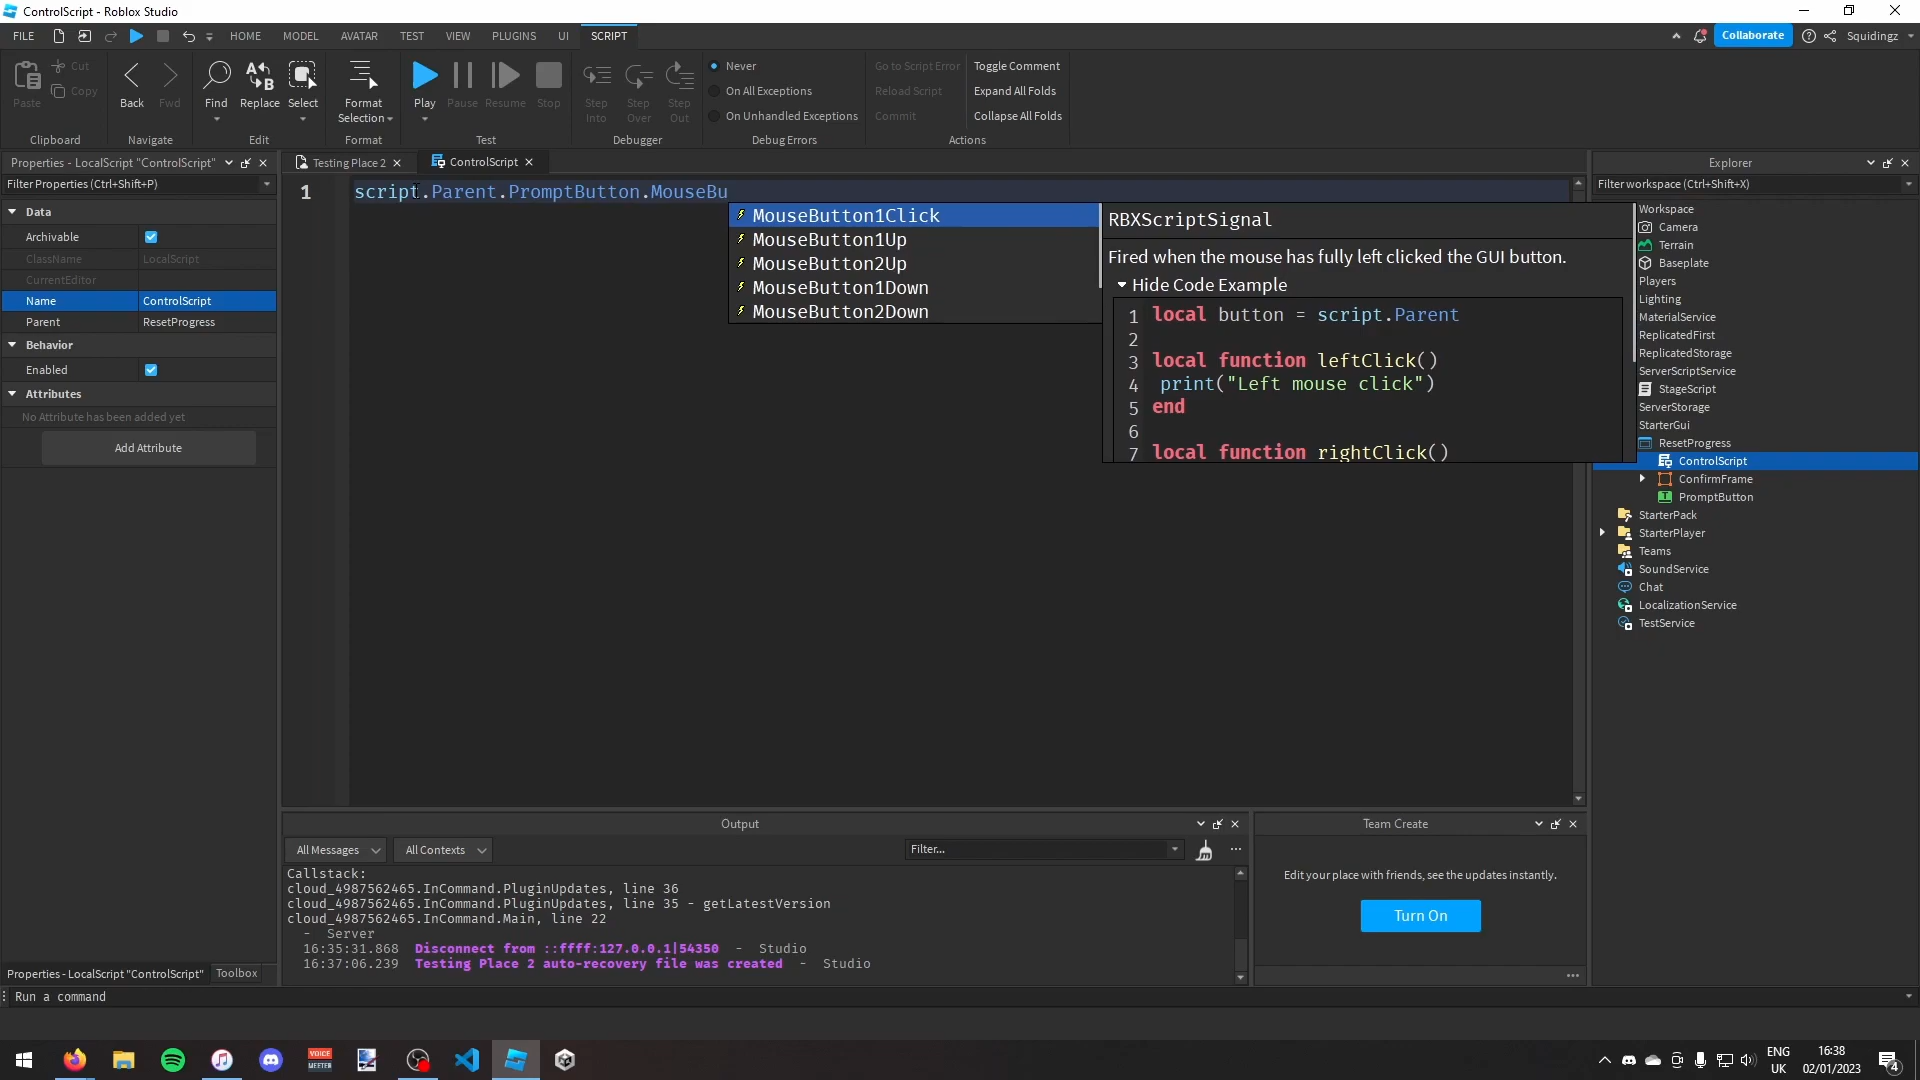 ControlScript - Roblox Studio
FILE HOME MODEL AVATAR TEST VIEW PLUGINS UI SCRIPT Collaborate Squidingz
Paste Cut Copy
Clipboard
Back Fwd
Navigate
Find Replace Select
Edit
Format Selection
Format
Play Pause Resume Stop
Test
Step Into Step Over Step Out
Debugger
Never
On All Exceptions
On Unhandled Exceptions
Debug Errors
Go to Script Error
Reload Script
Commit
Toggle Comment
Expand All Folds
Collapse All Folds
Actions
Properties - LocalScript "ControlScript"
Filter Properties (Ctrl+Shift+P)
Data
Archivable
ClassName LocalScript
CurrentEditor
Name ControlScript
Parent ResetProgress
Behavior
Enabled
Attributes
No Attribute has been added yet
Add Attribute
Properties - LocalScript "ControlScript" Toolbox
Testing Place 2 ControlScript
1 script.Parent.PromptButton.MouseBu
MouseButton1Click
MouseButton1Up
MouseButton2Up
MouseButton1Down
MouseButton2Down
RBXScriptSignal
Fired when the mouse has fully left clicked the GUI button.
Hide Code Example
1 local button = script.Parent
2
3 local function leftClick()
4 print("Left mouse click")
5 end
6
7 local function rightClick()
Explorer
Filter workspace (Ctrl+Shift+X)
Workspace
Camera
Terrain
Baseplate
Players
Lighting
MaterialService
ReplicatedFirst
ReplicatedStorage
ServerScriptService
StageScript
ServerStorage
StarterGui
ResetProgress
ControlScript
ConfirmFrame
PromptButton
StarterPack
StarterPlayer
Teams
SoundService
Chat
LocalizationService
TestService
Output
All Messages All Contexts Filter...
Callstack:
cloud_4987562465.InCommand.PluginUpdates, line 36
cloud_4987562465.InCommand.PluginUpdates, line 35 - getLatestVersion
cloud_4987562465.InCommand.Main, line 22
- Server
16:35:31.868 Disconnect from ::ffff:127.0.0.1|54350 - Studio
16:37:06.239 Testing Place 2 auto-recovery file was created - Studio
Team Create
Edit your place with friends, see the updates instantly.
Turn On
Run a command
VOICE MEETER
ENG
UK
16:38
02/01/2023
4